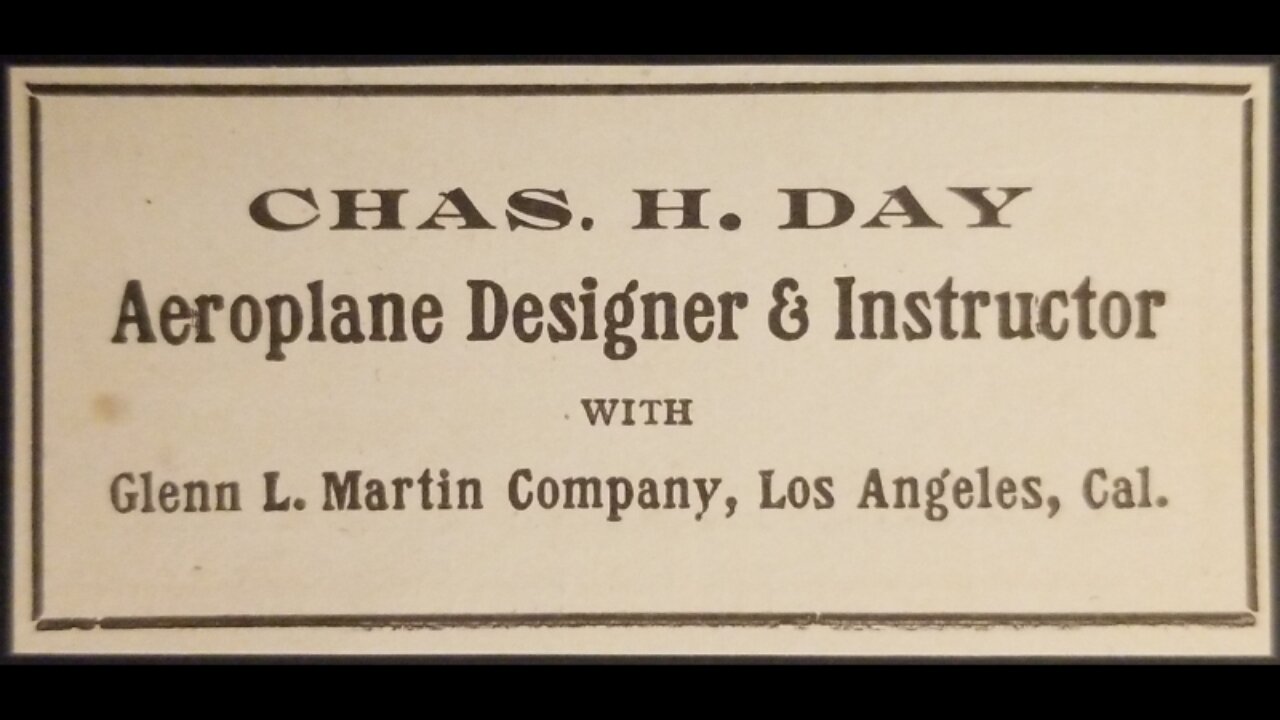 CHAS. H. DAY
Aeroplane Designer & Instructor
WITH
Glenn L. Martin Company, Los Angeles, Cal.